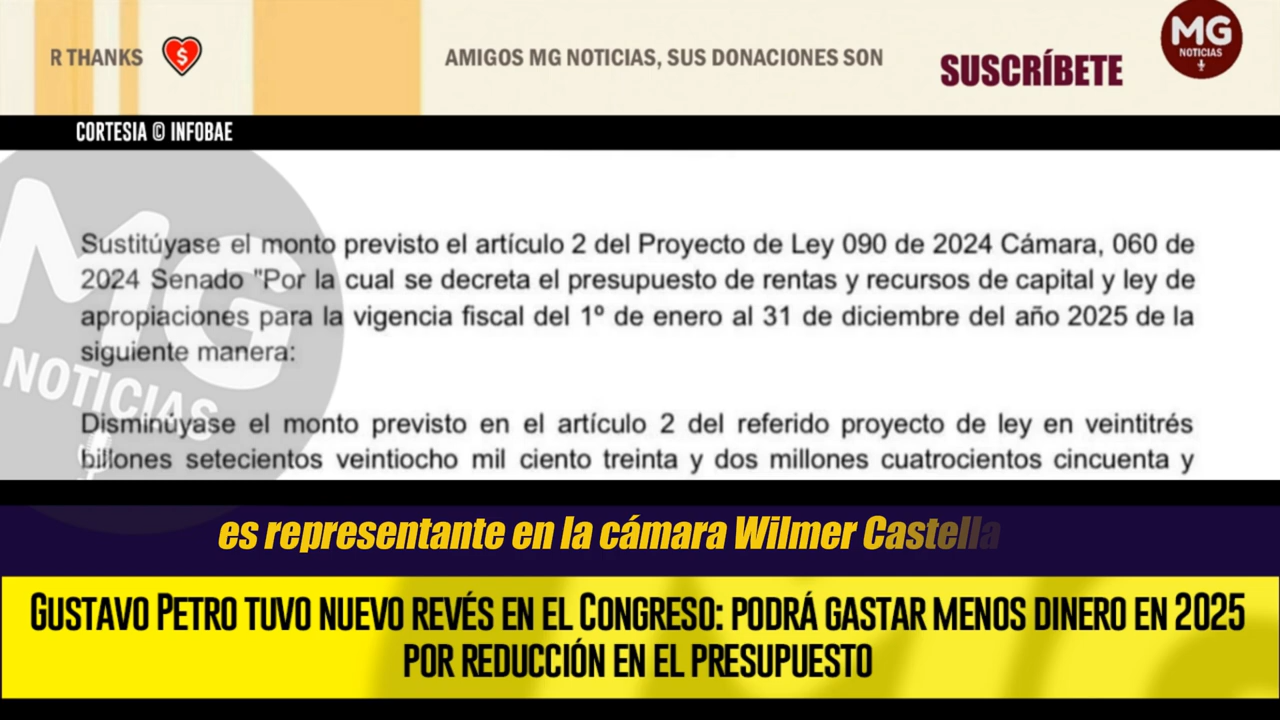 R THANKS
AMIGOS MG NOTICIAS, SUS DONACIONES SON
SUSCRÍBETE
MG
NOTICIAS
CORTESIA © INFOBAE
MG
NOTICIAS
Sustitúyase el monto previsto el artículo 2 del Proyecto de Ley 090 de 2024 Cámara, 060 de
2024 Senado "Por la cual se decreta el presupuesto de rentas y recursos de capital y ley de
apropiaciones para la vigencia fiscal del 1º de enero al 31 de diciembre del año 2025 de la
siguiente manera:
Disminúyase el monto previsto en el artículo 2 del referido proyecto de ley en veintitrés
billones setecientos veintiocho mil ciento treinta y dos millones cuatrocientos cincuenta y
es representante en la cámara Wilmer Castella
GUSTAVO PETRO TUVO NUEVO REVÉS EN EL CONGRESO: PODRÁ GASTAR MENOS DINERO EN 2025
POR REDUCCIÓN EN EL PRESUPUESTO